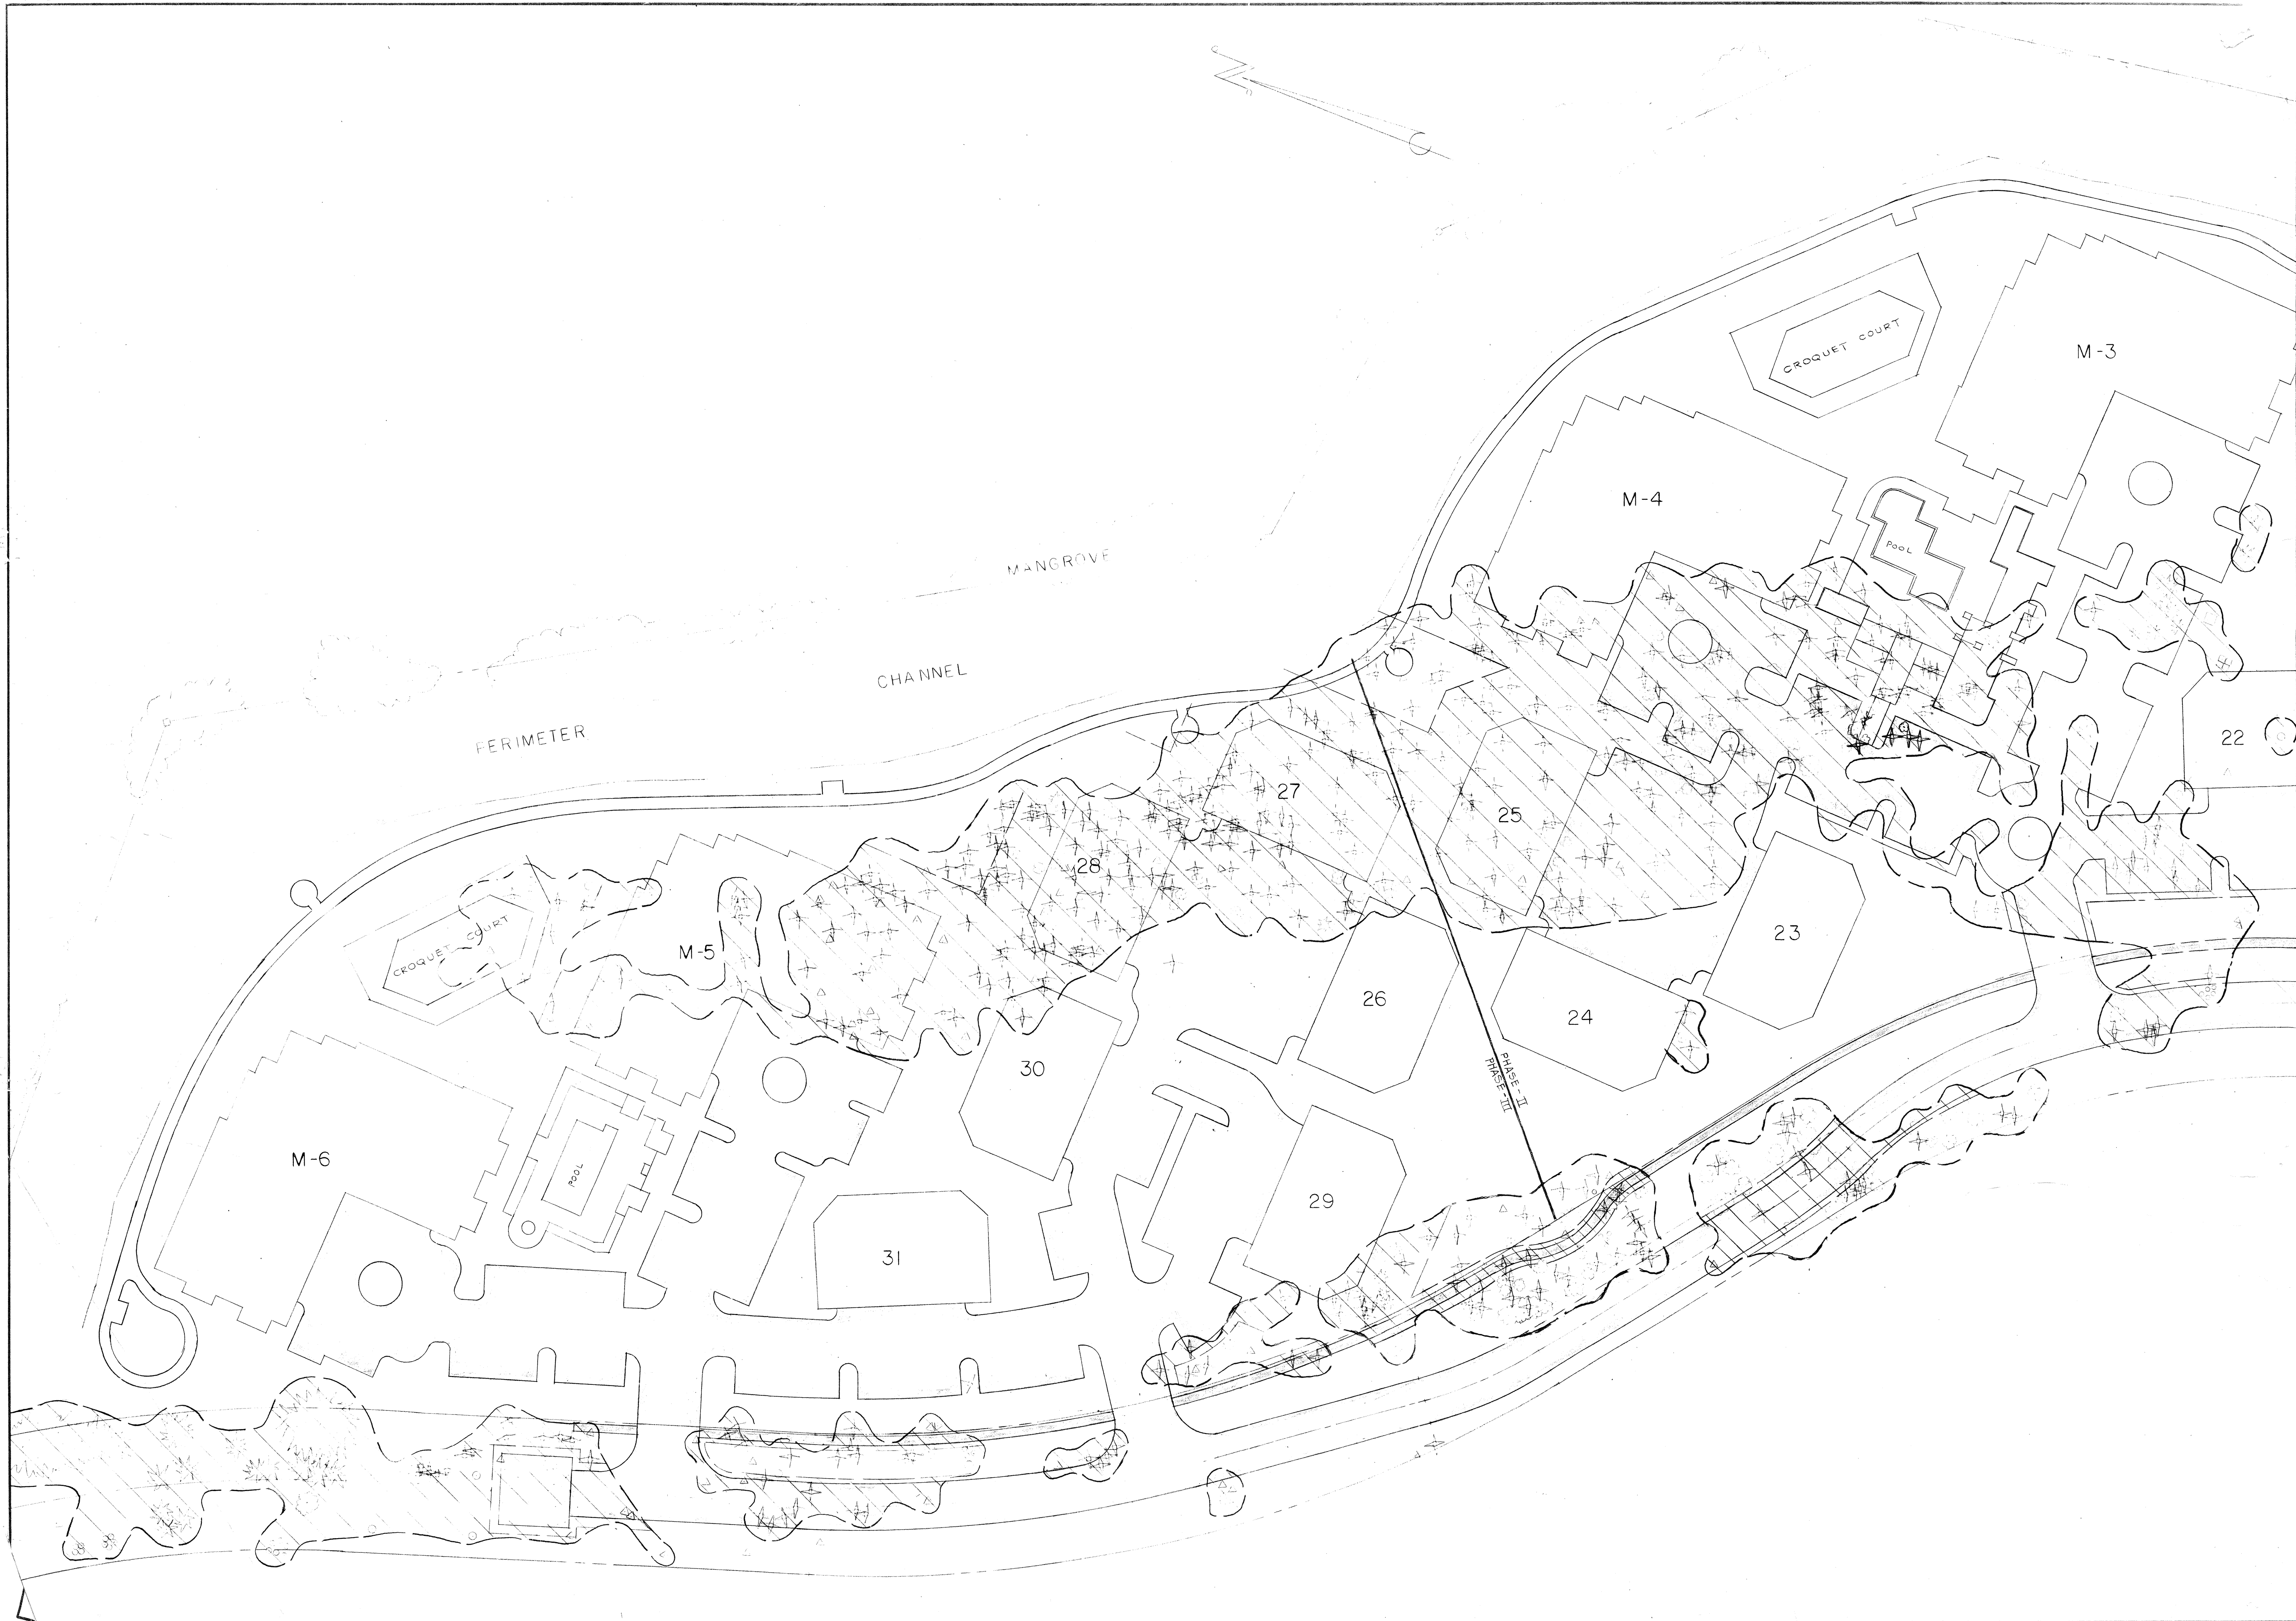 CROQUET COURT
M-3
M-4
POOL
MANGROVE
CHANNEL
PERIMETER
22
27
25
28
23
CROQUET COURT
M-5
26
24
30
PHASE-II
PHASE-III
M-6
POOL
29
31